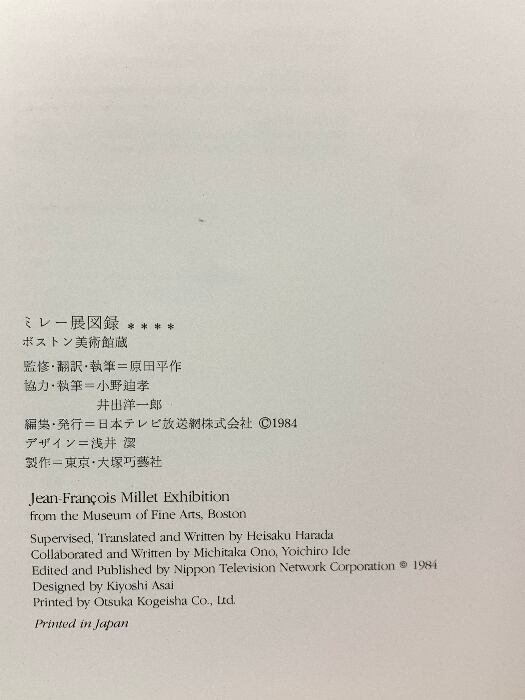 ミレー展図録 ****
ボストン美術館蔵
監修・翻訳・執筆＝原田平作
協力・執筆＝小野迪孝
井出洋一郎
編集・発行＝日本テレビ放送網株式会社 ©1984
デザイン＝浅井 潔
製作＝東京・大塚巧藝社
Jean-François Millet Exhibition
from the Museum of Fine Arts, Boston
Supervised, Translated and Written by Heisaku Harada
Collaborated and Written by Michitaka Ono, Yoichiro Ide
Edited and Published by Nippon Television Network Corporation © 1984
Designed by Kiyoshi Asai
Printed by Otsuka Kogeisha Co., Ltd.
Printed in Japan